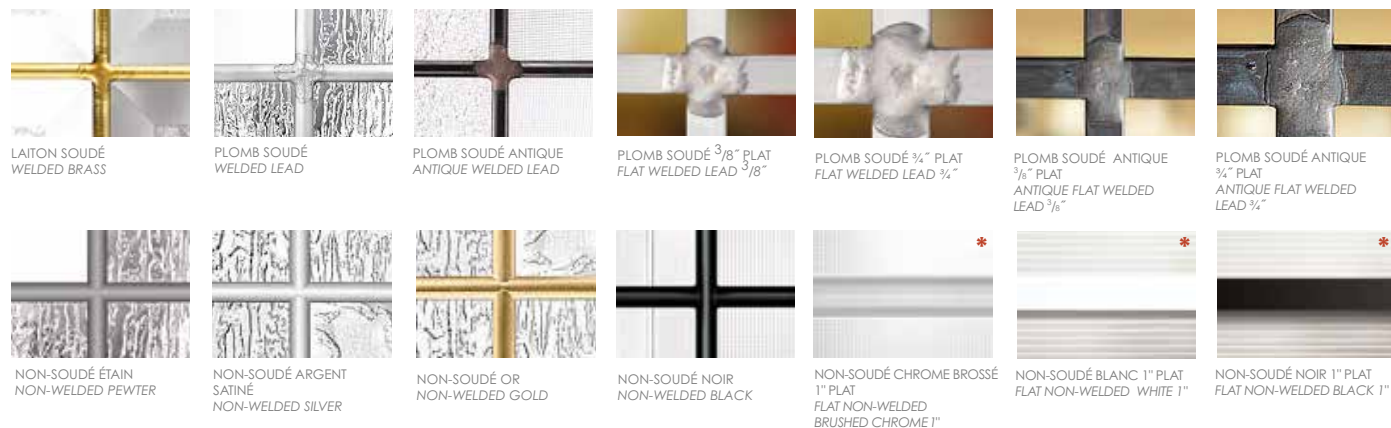 LAITON SOUDÉ
WELDED BRASS
PLOMB SOUDÉ
WELDED LEAD
PLOMB SOUDÉ ANTIQUE
ANTIQUE WELDED LEAD
PLOMB SOUDÉ 3/8˝ PLAT
FLAT WELDED LEAD 3/8˝
PLOMB SOUDÉ ¾˝ PLAT
FLAT WELDED LEAD ¾˝
PLOMB SOUDÉ ANTIQUE
3/8˝ PLAT
ANTIQUE FLAT WELDED
LEAD 3/8˝
PLOMB SOUDÉ ANTIQUE
¾˝ PLAT
ANTIQUE FLAT WELDED
LEAD ¾˝
*
*
*
NON-SOUDÉ ÉTAIN
NON-WELDED PEWTER
NON-SOUDÉ ARGENT
SATINÉ
NON-WELDED SILVER
NON-SOUDÉ OR
NON-WELDED GOLD
NON-SOUDÉ NOIR
NON-WELDED BLACK
NON-SOUDÉ CHROME BROSSÉ
1" PLAT
FLAT NON-WELDED
BRUSHED CHROME 1"
NON-SOUDÉ BLANC 1" PLAT
FLAT NON-WELDED WHITE 1"
NON-SOUDÉ NOIR 1" PLAT
FLAT NON-WELDED BLACK 1"